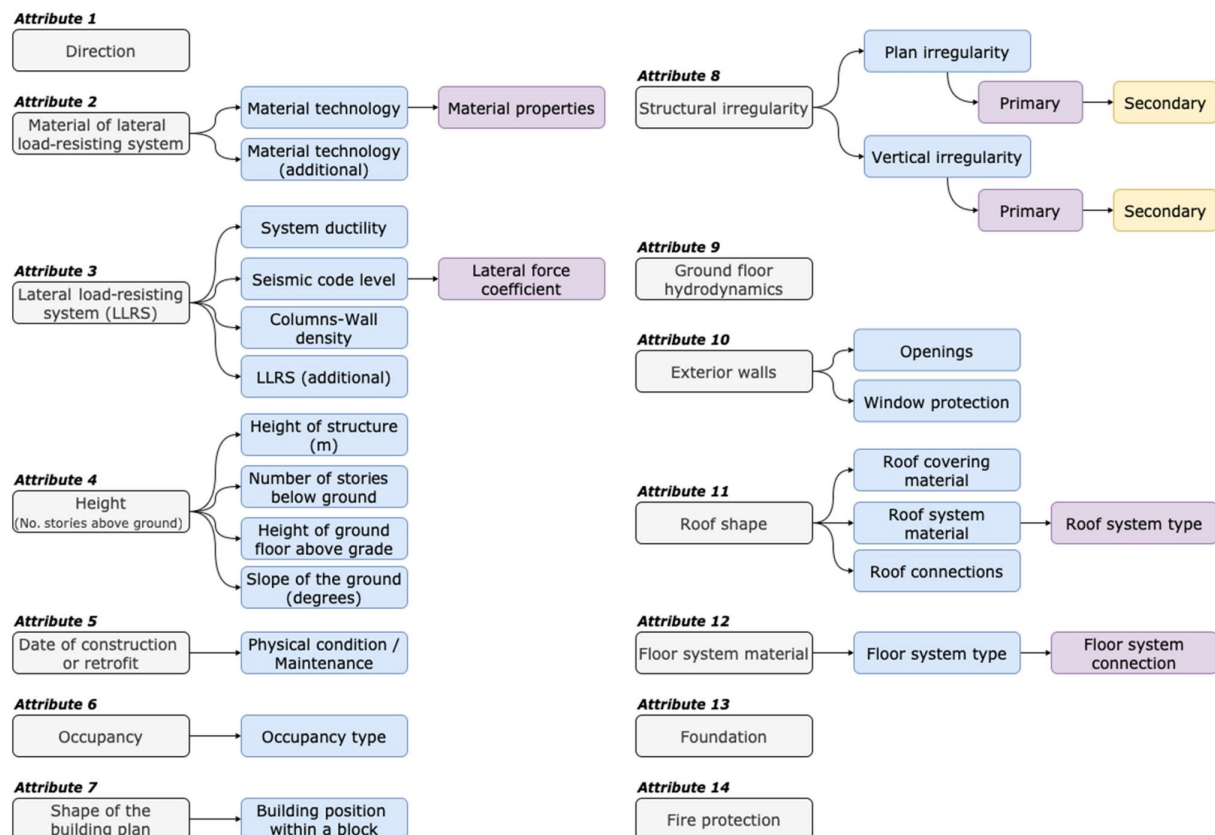 Attribute 1
Direction
Attribute 2
Material of lateral
load-resisting system
Material technology
Material properties
Material technology
(additional)
Attribute 3
Lateral load-resisting
system (LLRS)
System ductility
Seismic code level
Lateral force
coefficient
Columns-Wall
density
LLRS (additional)
Attribute 4
Height
(No. stories above ground)
Height of structure
(m)
Number of stories
below ground
Height of ground
floor above grade
Slope of the ground
(degrees)
Attribute 5
Date of construction
or retrofit
Physical condition /
Maintenance
Attribute 6
Occupancy
Occupancy type
Attribute 7
Shape of the
building plan
Building position
within a block
Attribute 8
Structural irregularity
Plan irregularity
Primary
Secondary
Vertical irregularity
Primary
Secondary
Attribute 9
Ground floor
hydrodynamics
Attribute 10
Exterior walls
Openings
Window protection
Attribute 11
Roof shape
Roof covering
material
Roof system
material
Roof system type
Roof connections
Attribute 12
Floor system material
Floor system type
Floor system
connection
Attribute 13
Foundation
Attribute 14
Fire protection